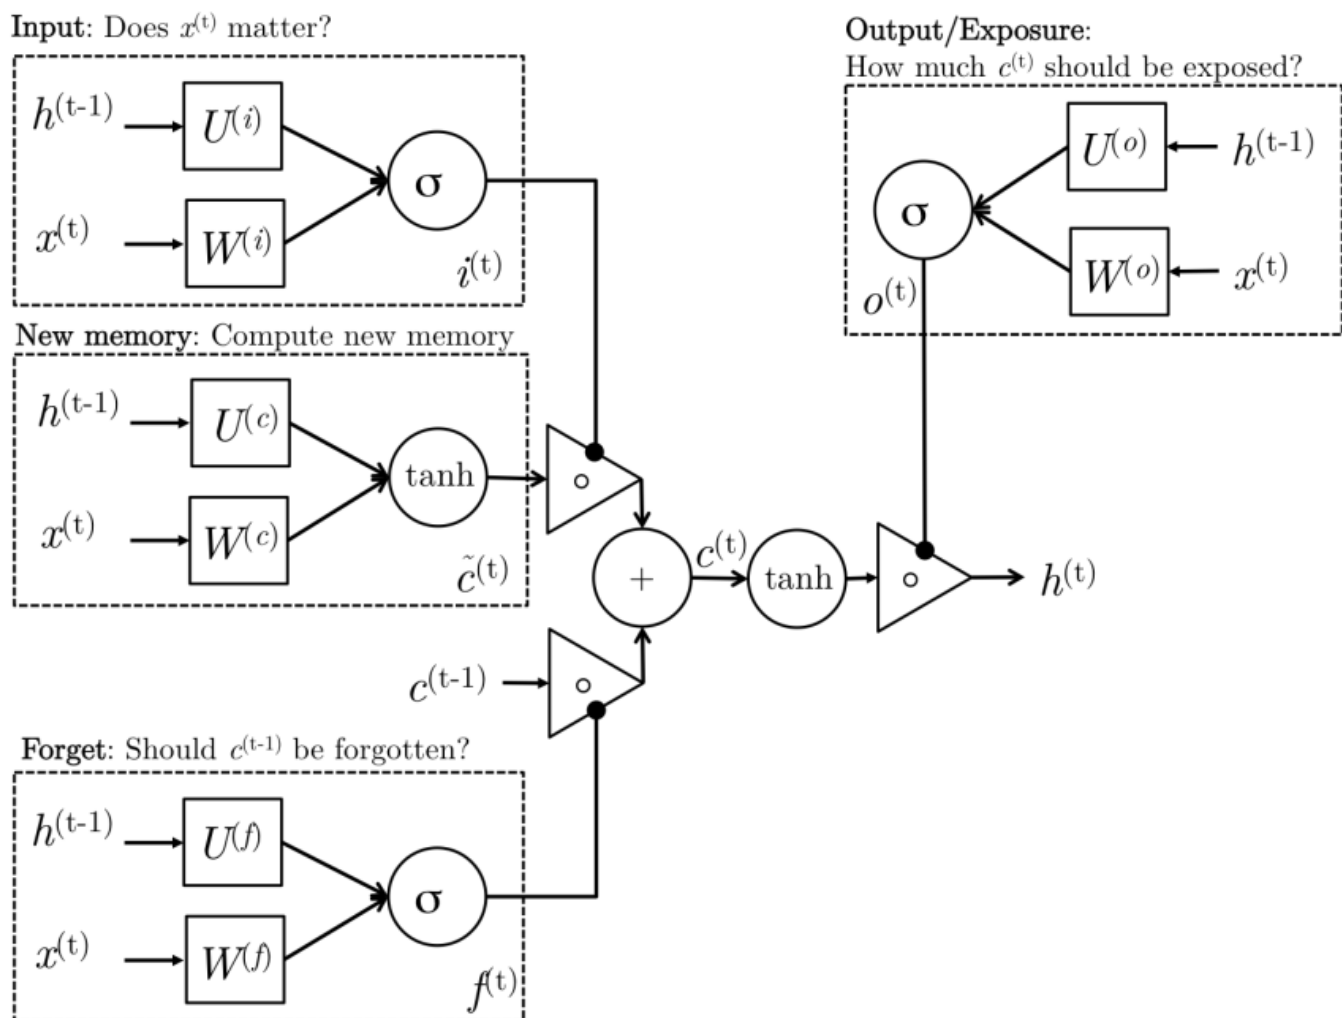 Input: Does x⁽ᵗ⁾ matter?
h⁽ᵗ⁻¹⁾
U⁽ⁱ⁾
σ
x⁽ᵗ⁾
W⁽ⁱ⁾
i⁽ᵗ⁾
New memory: Compute new memory
h⁽ᵗ⁻¹⁾
U⁽ᶜ⁾
tanh
x⁽ᵗ⁾
W⁽ᶜ⁾
c̃⁽ᵗ⁾
∘
+
c⁽ᵗ⁾
tanh
∘
h⁽ᵗ⁾
c⁽ᵗ⁻¹⁾
∘
Forget: Should c⁽ᵗ⁻¹⁾ be forgotten?
h⁽ᵗ⁻¹⁾
U⁽ᶠ⁾
σ
x⁽ᵗ⁾
W⁽ᶠ⁾
f⁽ᵗ⁾
Output/Exposure:
How much c⁽ᵗ⁾ should be exposed?
U⁽ᵒ⁾
h⁽ᵗ⁻¹⁾
σ
W⁽ᵒ⁾
x⁽ᵗ⁾
o⁽ᵗ⁾